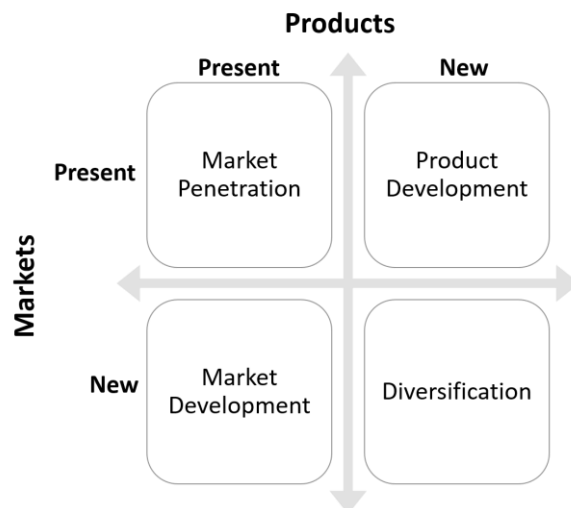 Products
Present
New
Present
Market
Penetration
Product
Development
Markets
New
Market
Development
Diversification